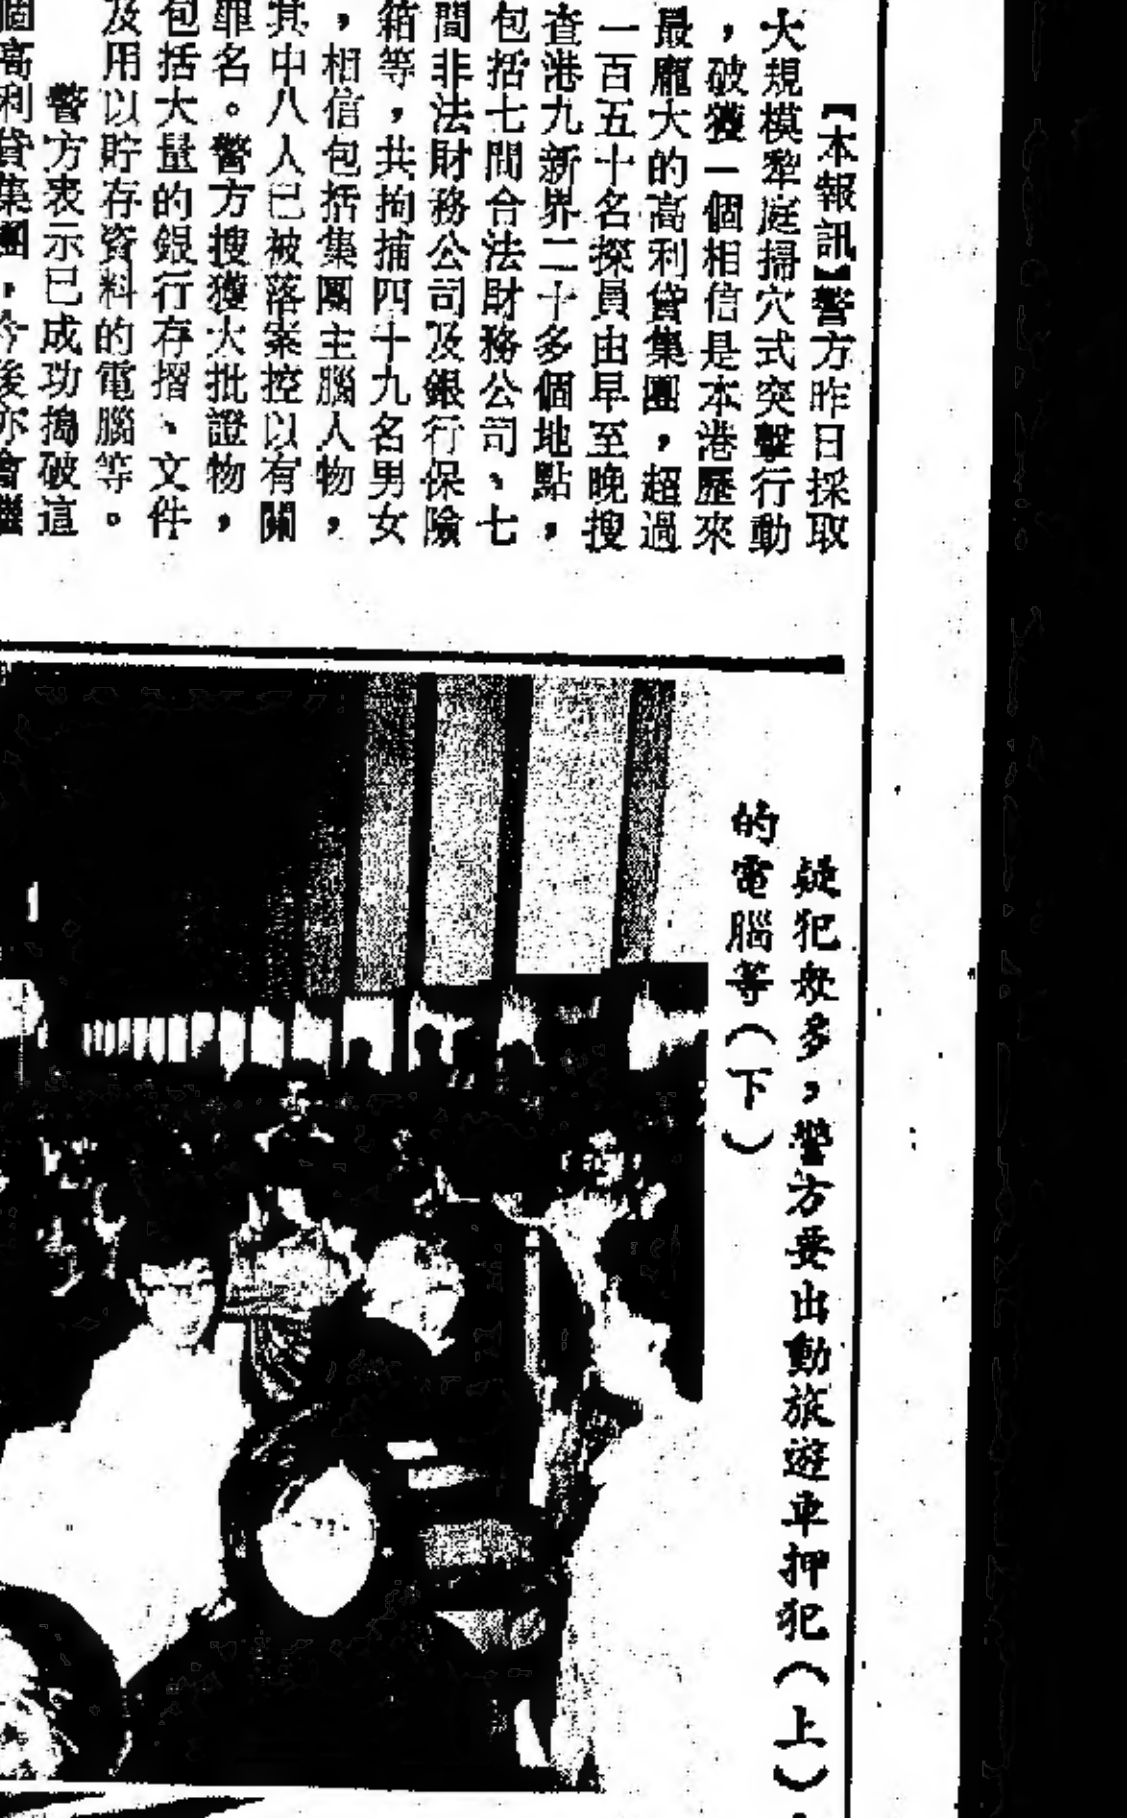 【本報訊】警方昨日採取
大規模犂庭掃穴式突擊行動
，破獲一個相信是本港歷來
最龐大的高利貸集團，超過
一百五十名探員由早至晚搜
查港九新界二十多個地點，
包括七間合法財務公司、七
間非法財務公司及銀行保險
箱等，共拘捕四十九名男女
，相信包括集團主腦人物，
其中八人已被落案控以有關
罪名。警方搜獲大批證物，
包括大量的銀行存摺、文件
及用以貯存資料的電腦等。
警方表示已成功搗破這
個高利貸集團，今後亦會繼
疑犯眾多，警方要出動旅遊車押犯（上）
的電腦等（下）